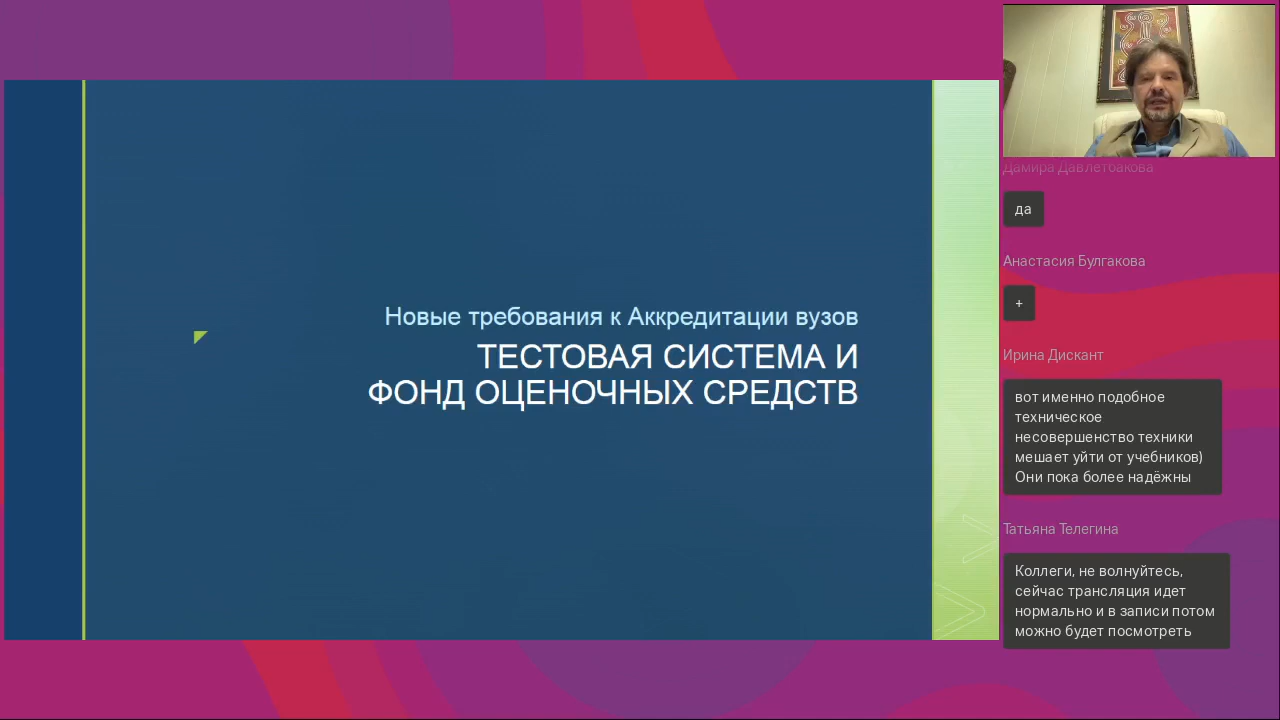 Новые требования к Аккредитации вузов
ТЕСТОВАЯ СИСТЕМА И
ФОНД ОЦЕНОЧНЫХ СРЕДСТВ
Дамира Давлетбакова
да
Анастасия Булгакова
+
Ирина Дискант
вот именно подобное
техническое
несовершенство техники
мешает уйти от учебников)
Они пока более надёжны
Татьяна Телегина
Коллеги, не волнуйтесь,
сейчас трансляция идет
нормально и в записи потом
можно будет посмотреть